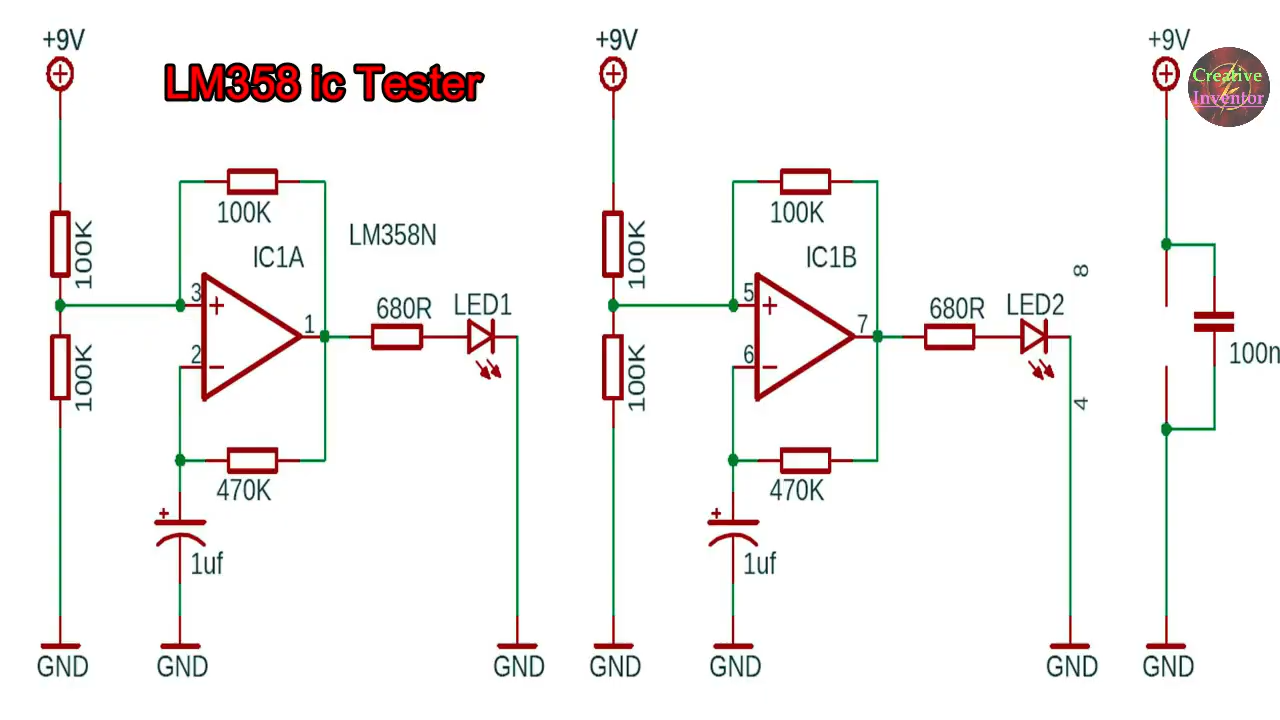 +9V
+9V
+9V
LM358 ic Tester
Creative
Inventor
100K
100K
LM358N
100K
IC1A
100K
IC1B
100K
8
3
+
1
680R
LED1
5
+
7
680R
LED2
2
−
100K
6
−
100K
100n
4
470K
470K
+
1uf
+
1uf
GND
GND
GND
GND
GND
GND
GND